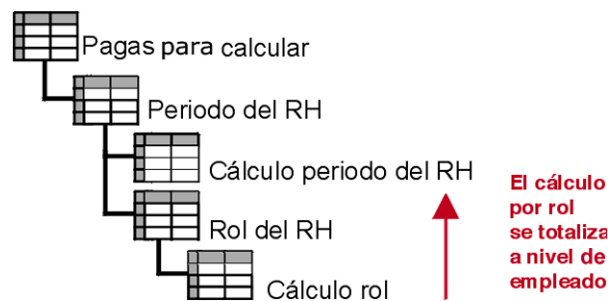 Pagas para calcular
Periodo del RH
Cálculo periodo del RH
Rol del RH
Cálculo rol
El cálculo
por rol
se totaliza
a nivel de
empleado